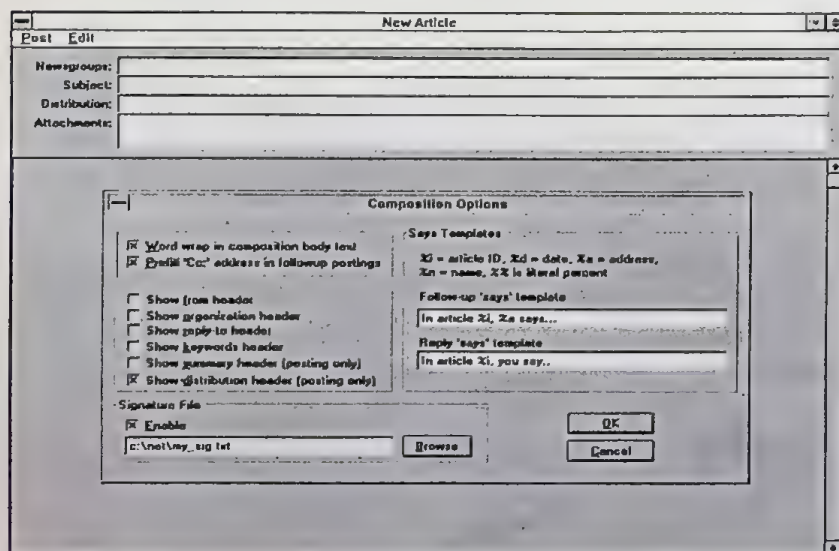 New Article
Post Edit
Newsgroups:
Subject:
Distribution:
Attachments:
Composition Options
Word wrap in composition body text
Prefill "Cc:" address in followup postings
Show from header
Show organization header
Show reply-to header
Show keywords header
Show summary header (posting only)
Show distribution header (posting only)
Says Templates
%i = article ID, %d = date, %a = address,
%n = name, %% is literal percent
Follow-up 'says' template
In article %i, %a says...
Reply 'says' template
In article %i, you say..
Signature File
Enable
c:\net\my_sig.txt
Browse
OK
Cancel